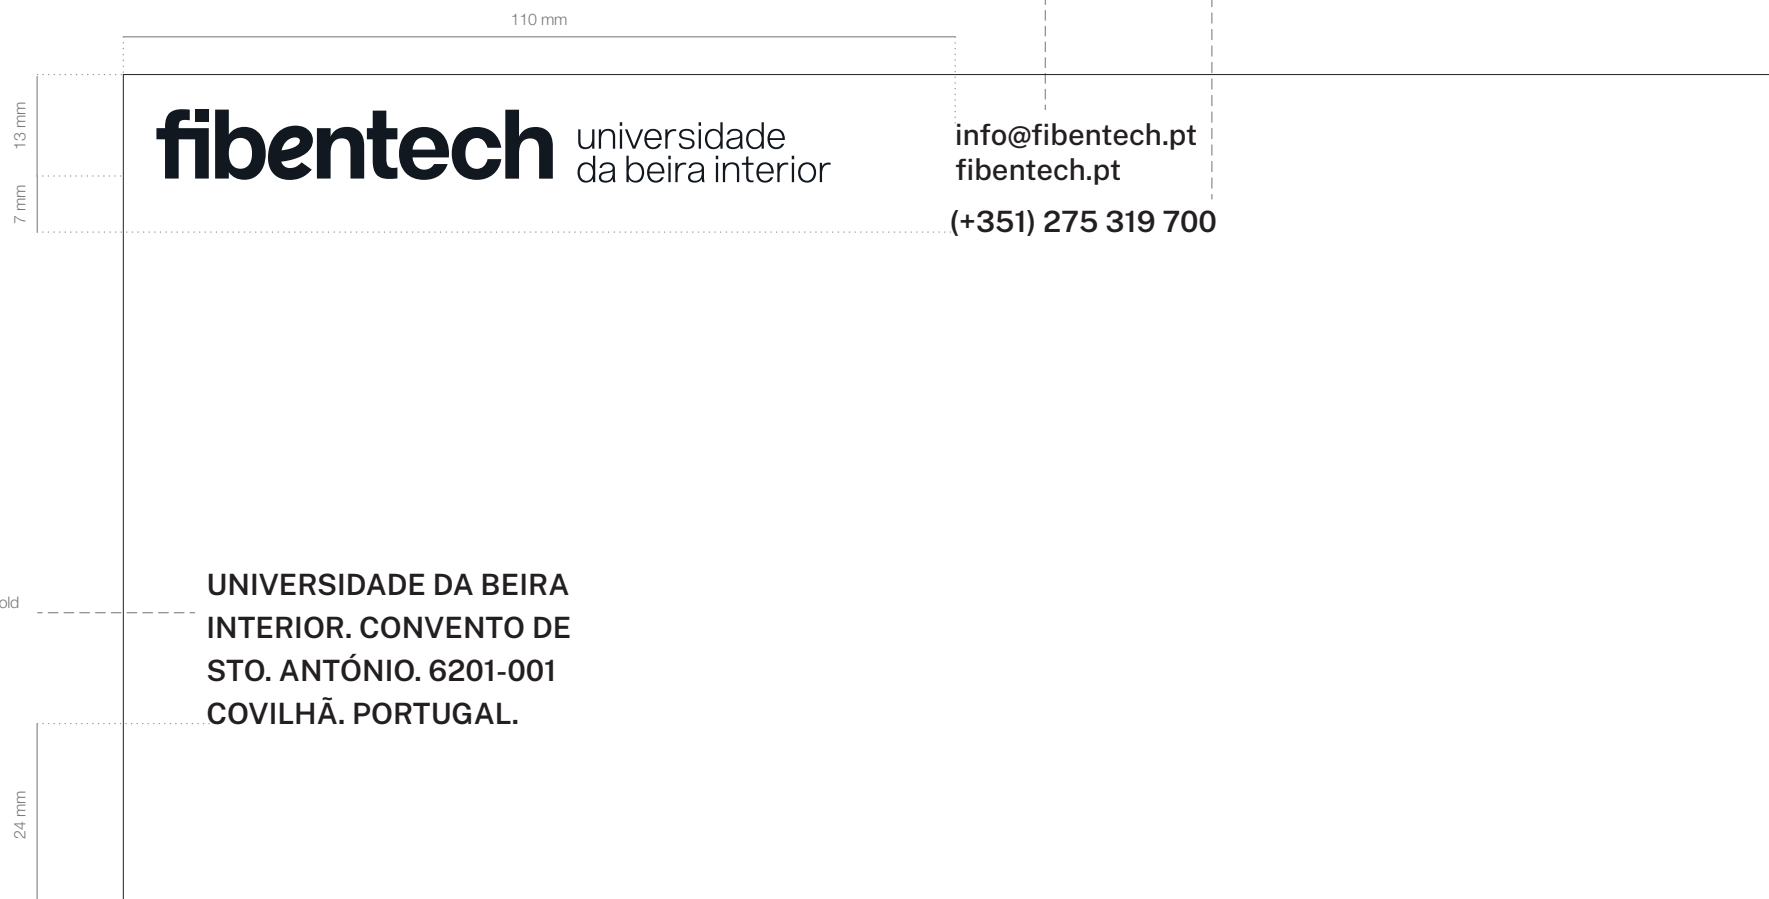 110 mm
13 mm
7 mm
fibentech
universidade
da beira interior
info@fibentech.pt
fibentech.pt
(+351) 275 319 700
old
UNIVERSIDADE DA BEIRA
INTERIOR. CONVENTO DE
STO. ANTÓNIO. 6201-001
COVILHÃ. PORTUGAL.
24 mm